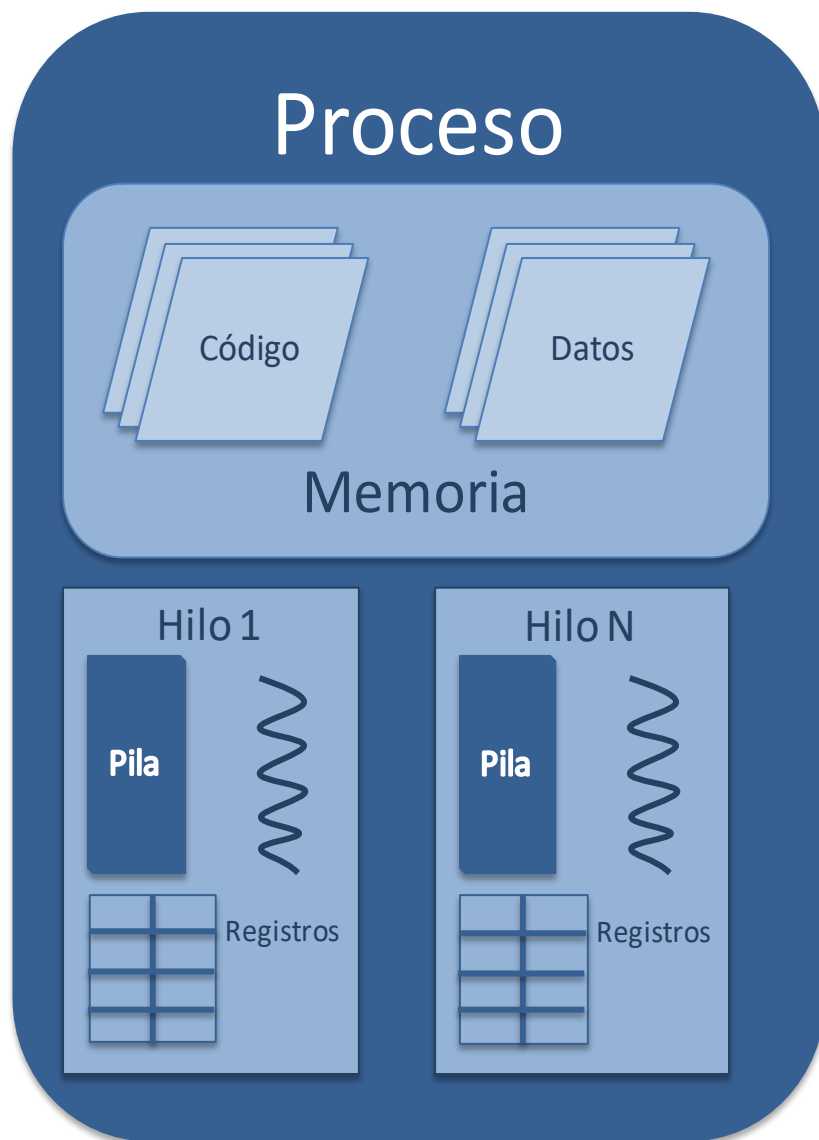 Proceso
Código
Datos
Memoria
Hilo 1
Hilo N
Pila
Pila
Registros
Registros